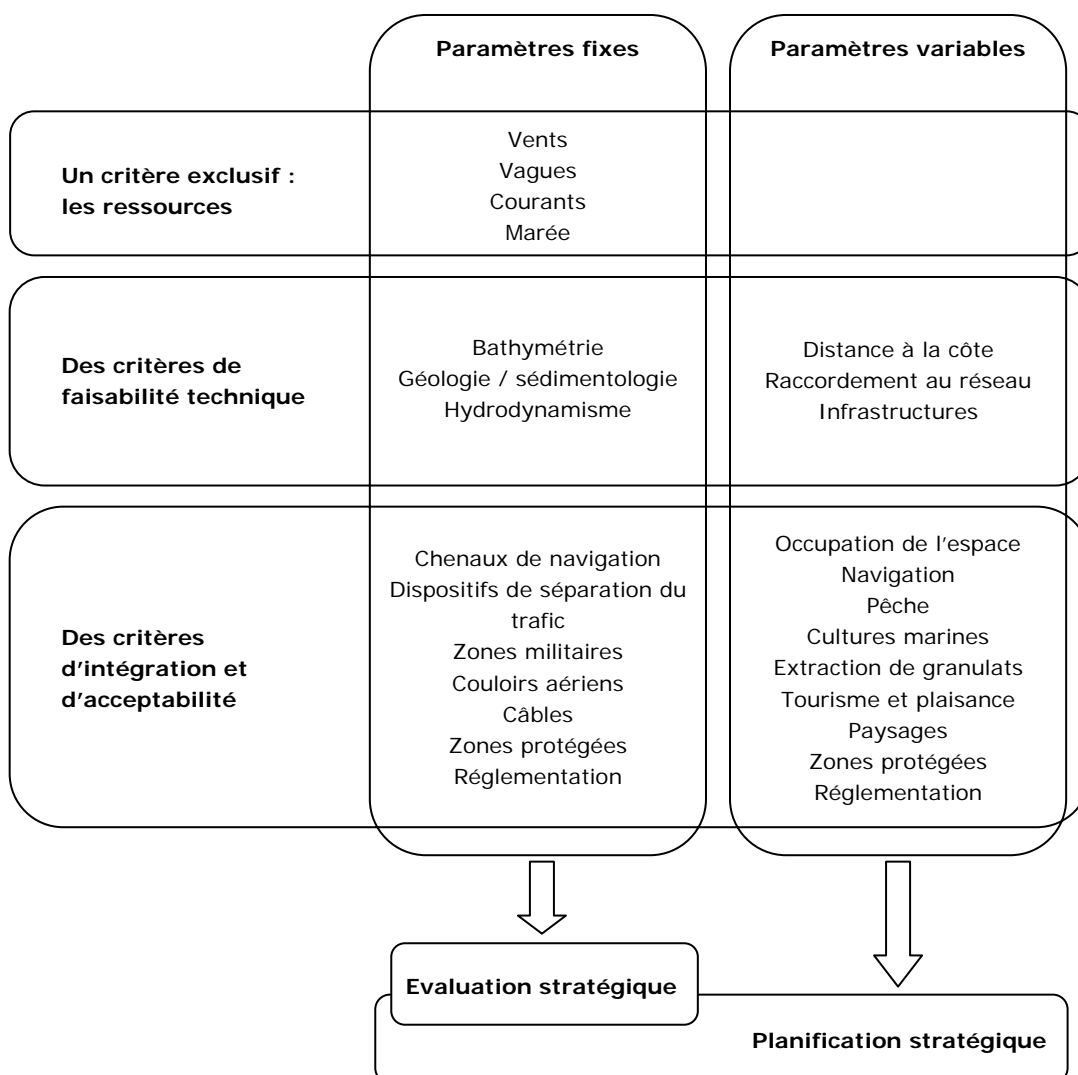 Paramètres fixes
Paramètres variables
Un critère exclusif :
les ressources
Vents
Vagues
Courants
Marée
Des critères de
faisabilité technique
Bathymétrie
Géologie / sédimentologie
Hydrodynamisme
Distance à la côte
Raccordement au réseau
Infrastructures
Des critères
d'intégration et
d'acceptabilité
Chenaux de navigation
Dispositifs de séparation du
trafic
Zones militaires
Couloirs aériens
Câbles
Zones protégées
Réglementation
Occupation de l'espace
Navigation
Pêche
Cultures marines
Extraction de granulats
Tourisme et plaisance
Paysages
Zones protégées
Réglementation
Evaluation stratégique
Planification stratégique